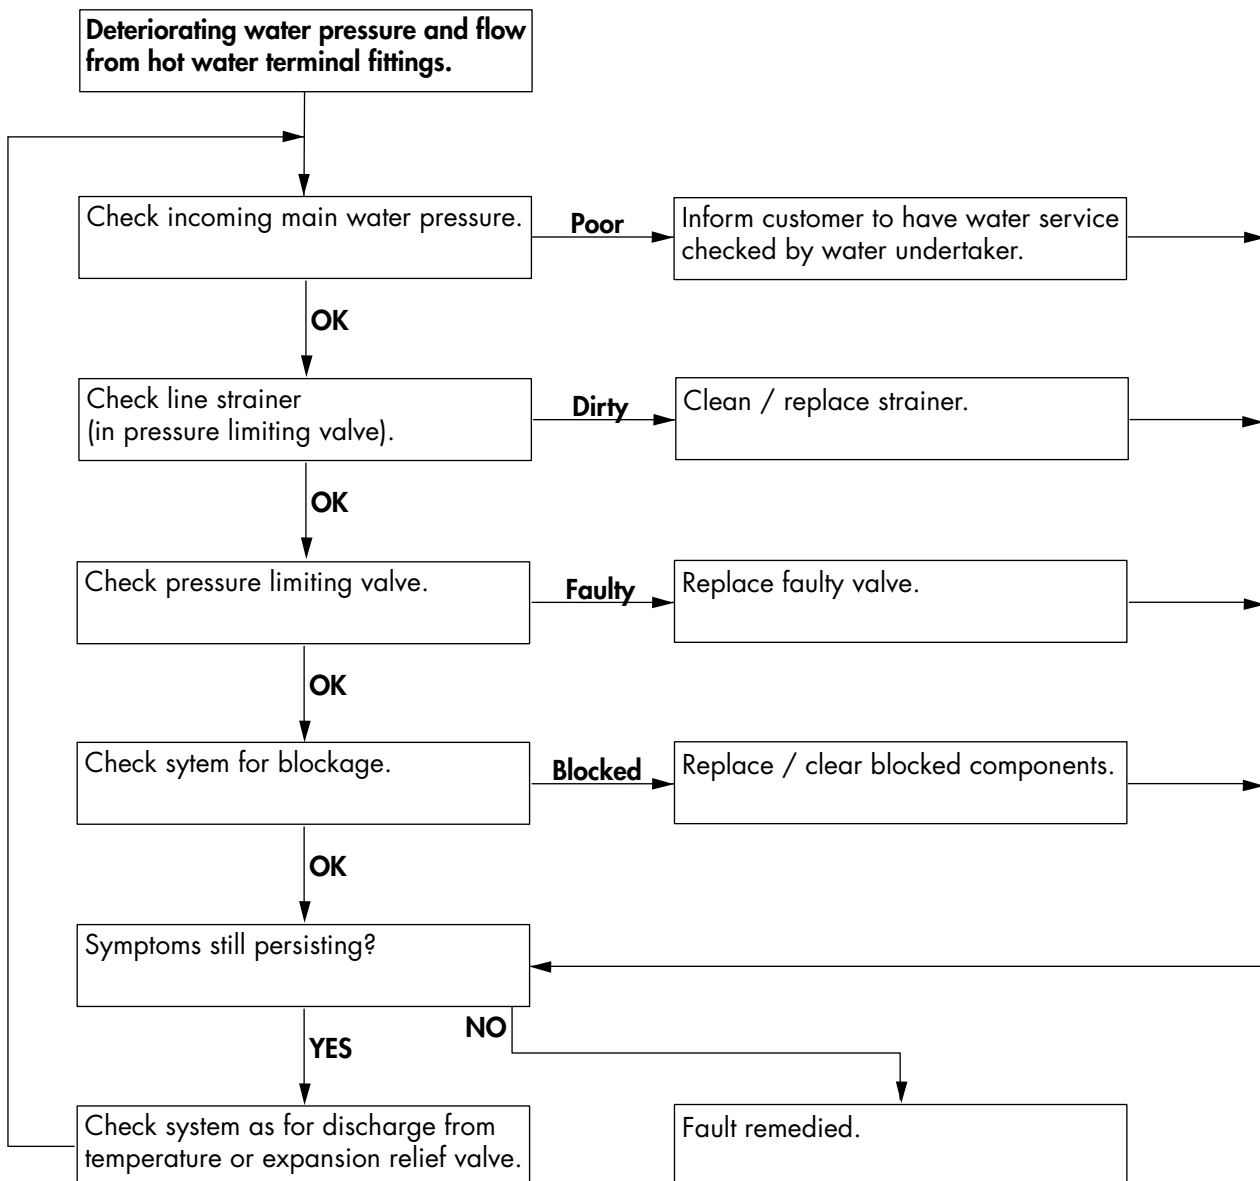 Deteriorating water pressure and flow
from hot water terminal fittings.
Check incoming main water pressure.
Poor
Inform customer to have water service
checked by water undertaker.
OK
Check line strainer
(in pressure limiting valve).
Dirty
Clean / replace strainer.
OK
Check pressure limiting valve.
Faulty
Replace faulty valve.
OK
Check sytem for blockage.
Blocked
Replace / clear blocked components.
OK
Symptoms still persisting?
NO
YES
Check system as for discharge from
temperature or expansion relief valve.
Fault remedied.